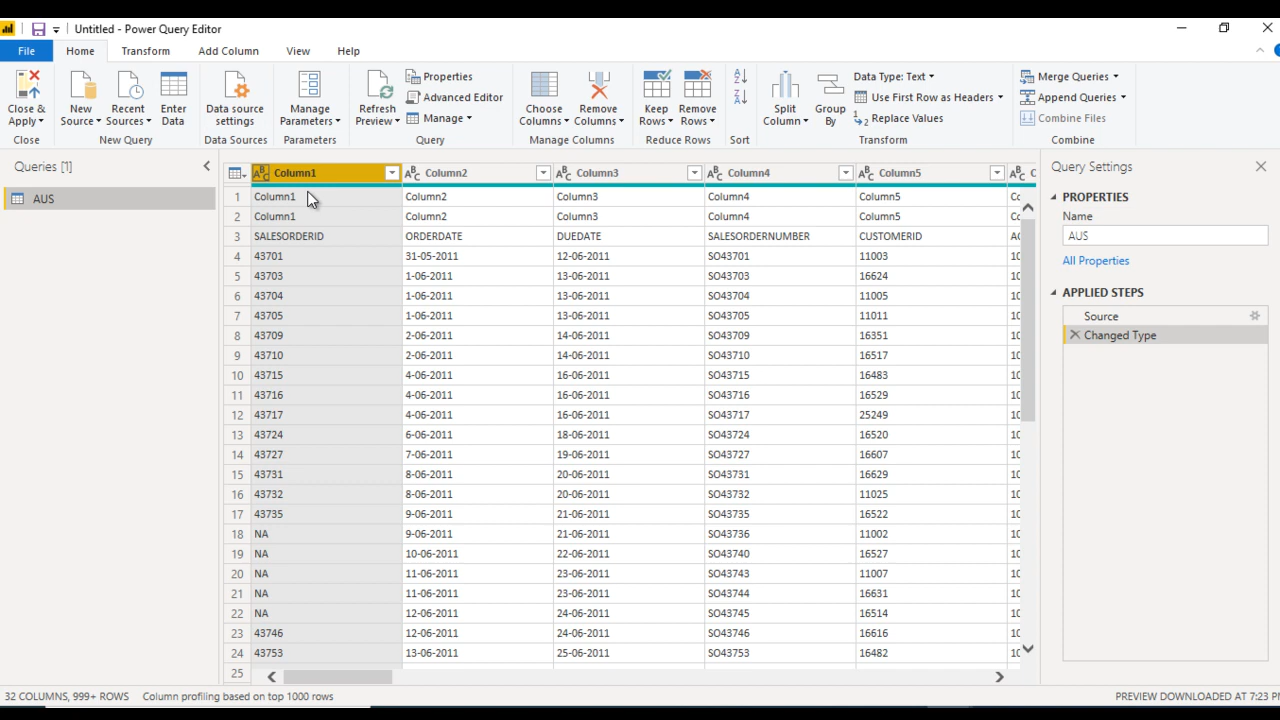 Untitled - Power Query Editor
File Home Transform Add Column View Help
Close & Apply
New Source
Recent Sources
Enter Data
Data source settings
Manage Parameters
Refresh Preview
Properties
Advanced Editor
Manage
Choose Columns
Remove Columns
Keep Rows
Remove Rows
Split Column
Group By
Data Type: Text
Use First Row as Headers
Replace Values
Merge Queries
Append Queries
Combine Files
Close New Query Data Sources Parameters Query Manage Columns Reduce Rows Sort Transform Combine
Queries [1]
AUS
Column1 Column2 Column3 Column4 Column5
1 Column1 Column2 Column3 Column4 Column5
2 Column1 Column2 Column3 Column4 Column5
3 SALESORDERID ORDERDATE DUEDATE SALESORDERNUMBER CUSTOMERID
4 43701 31-05-2011 12-06-2011 SO43701 11003
5 43703 1-06-2011 13-06-2011 SO43703 16624
6 43704 1-06-2011 13-06-2011 SO43704 11005
7 43705 1-06-2011 13-06-2011 SO43705 11011
8 43709 2-06-2011 14-06-2011 SO43709 16351
9 43710 2-06-2011 14-06-2011 SO43710 16517
10 43715 4-06-2011 16-06-2011 SO43715 16483
11 43716 4-06-2011 16-06-2011 SO43716 16529
12 43717 4-06-2011 16-06-2011 SO43717 25249
13 43724 6-06-2011 18-06-2011 SO43724 16520
14 43727 7-06-2011 19-06-2011 SO43727 16607
15 43731 8-06-2011 20-06-2011 SO43731 16629
16 43732 8-06-2011 20-06-2011 SO43732 11025
17 43735 9-06-2011 21-06-2011 SO43735 16522
18 NA 9-06-2011 21-06-2011 SO43736 11002
19 NA 10-06-2011 22-06-2011 SO43740 16527
20 NA 11-06-2011 23-06-2011 SO43743 11007
21 NA 11-06-2011 23-06-2011 SO43744 16631
22 NA 12-06-2011 24-06-2011 SO43745 16514
23 43746 12-06-2011 24-06-2011 SO43746 16616
24 43753 13-06-2011 25-06-2011 SO43753 16482
25
Query Settings
PROPERTIES
Name
AUS
All Properties
APPLIED STEPS
Source
Changed Type
32 COLUMNS, 999+ ROWS Column profiling based on top 1000 rows
PREVIEW DOWNLOADED AT 7:23